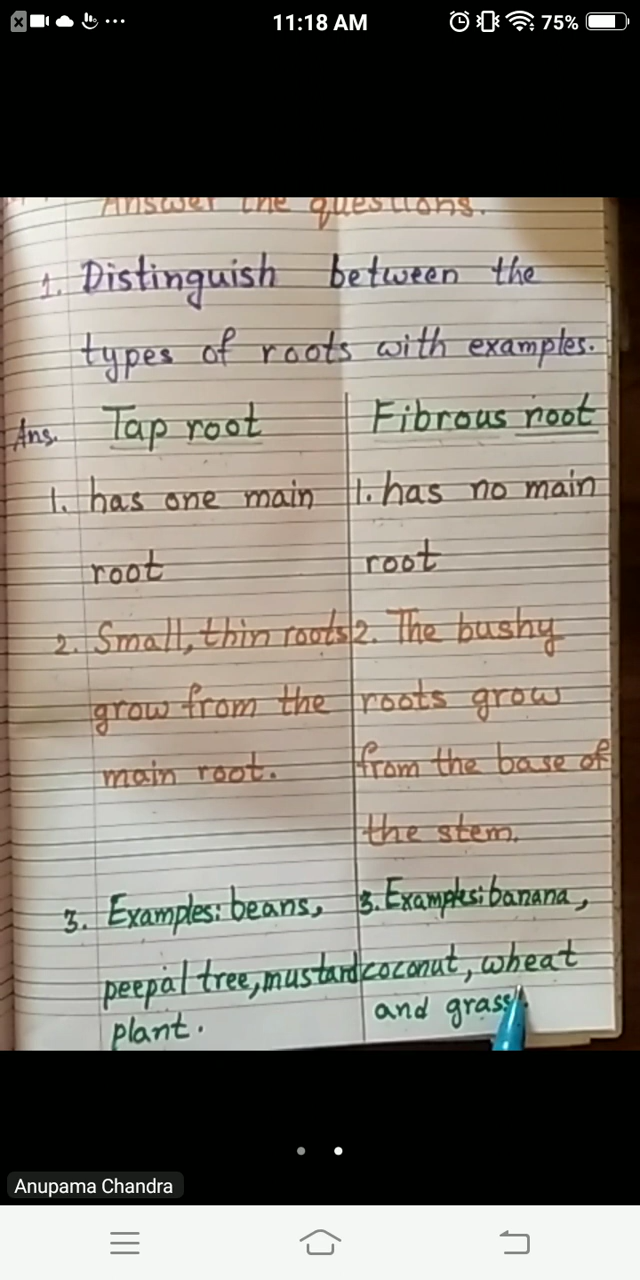 11:18 AM 75%
Answer the questions.
1. Distinguish between the
types of roots with examples.
Ans. Tap root Fibrous root
1. has one main 1. has no main
root root
2. Small, thin roots 2. The bushy
grow from the roots grow
main root. from the base of
the stem.
3. Examples: beans, 3. Examples: banana,
peepal tree, mustard coconut, wheat
plant. and grass
Anupama Chandra